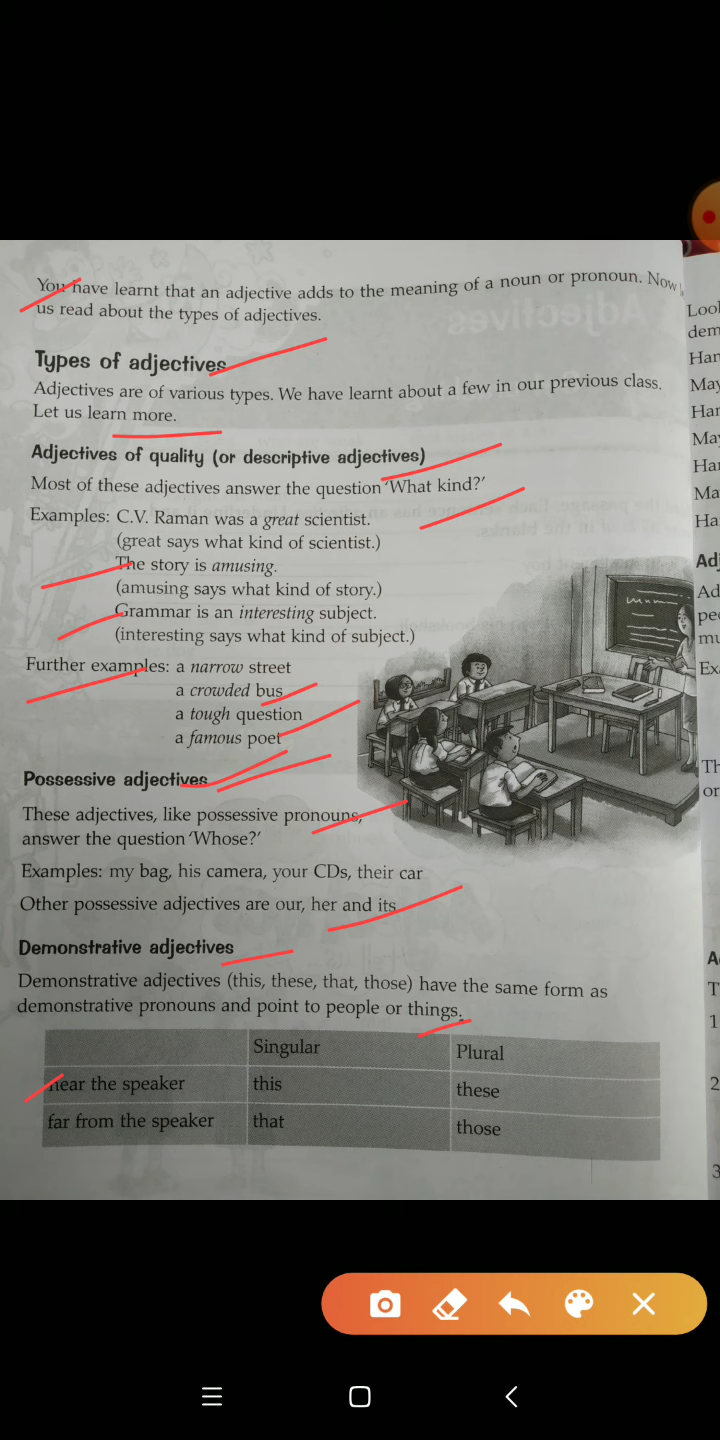 You have learnt that an adjective adds to the meaning of a noun or pronoun. Now
us read about the types of adjectives.
Types of adjectives
Adjectives are of various types. We have learnt about a few in our previous class.
Let us learn more.
Adjectives of quality (or descriptive adjectives)
Most of these adjectives answer the question 'What kind?'
Examples: C.V. Raman was a great scientist.
(great says what kind of scientist.)
The story is amusing.
(amusing says what kind of story.)
Grammar is an interesting subject.
(interesting says what kind of subject.)
Further examples: a narrow street
a crowded bus
a tough question
a famous poet
Possessive adjectives
These adjectives, like possessive pronouns,
answer the question 'Whose?'
Examples: my bag, his camera, your CDs, their car
Other possessive adjectives are our, her and its
Demonstrative adjectives
Demonstrative adjectives (this, these, that, those) have the same form as
demonstrative pronouns and point to people or things.
Singular Plural
near the speaker this these
far from the speaker that those